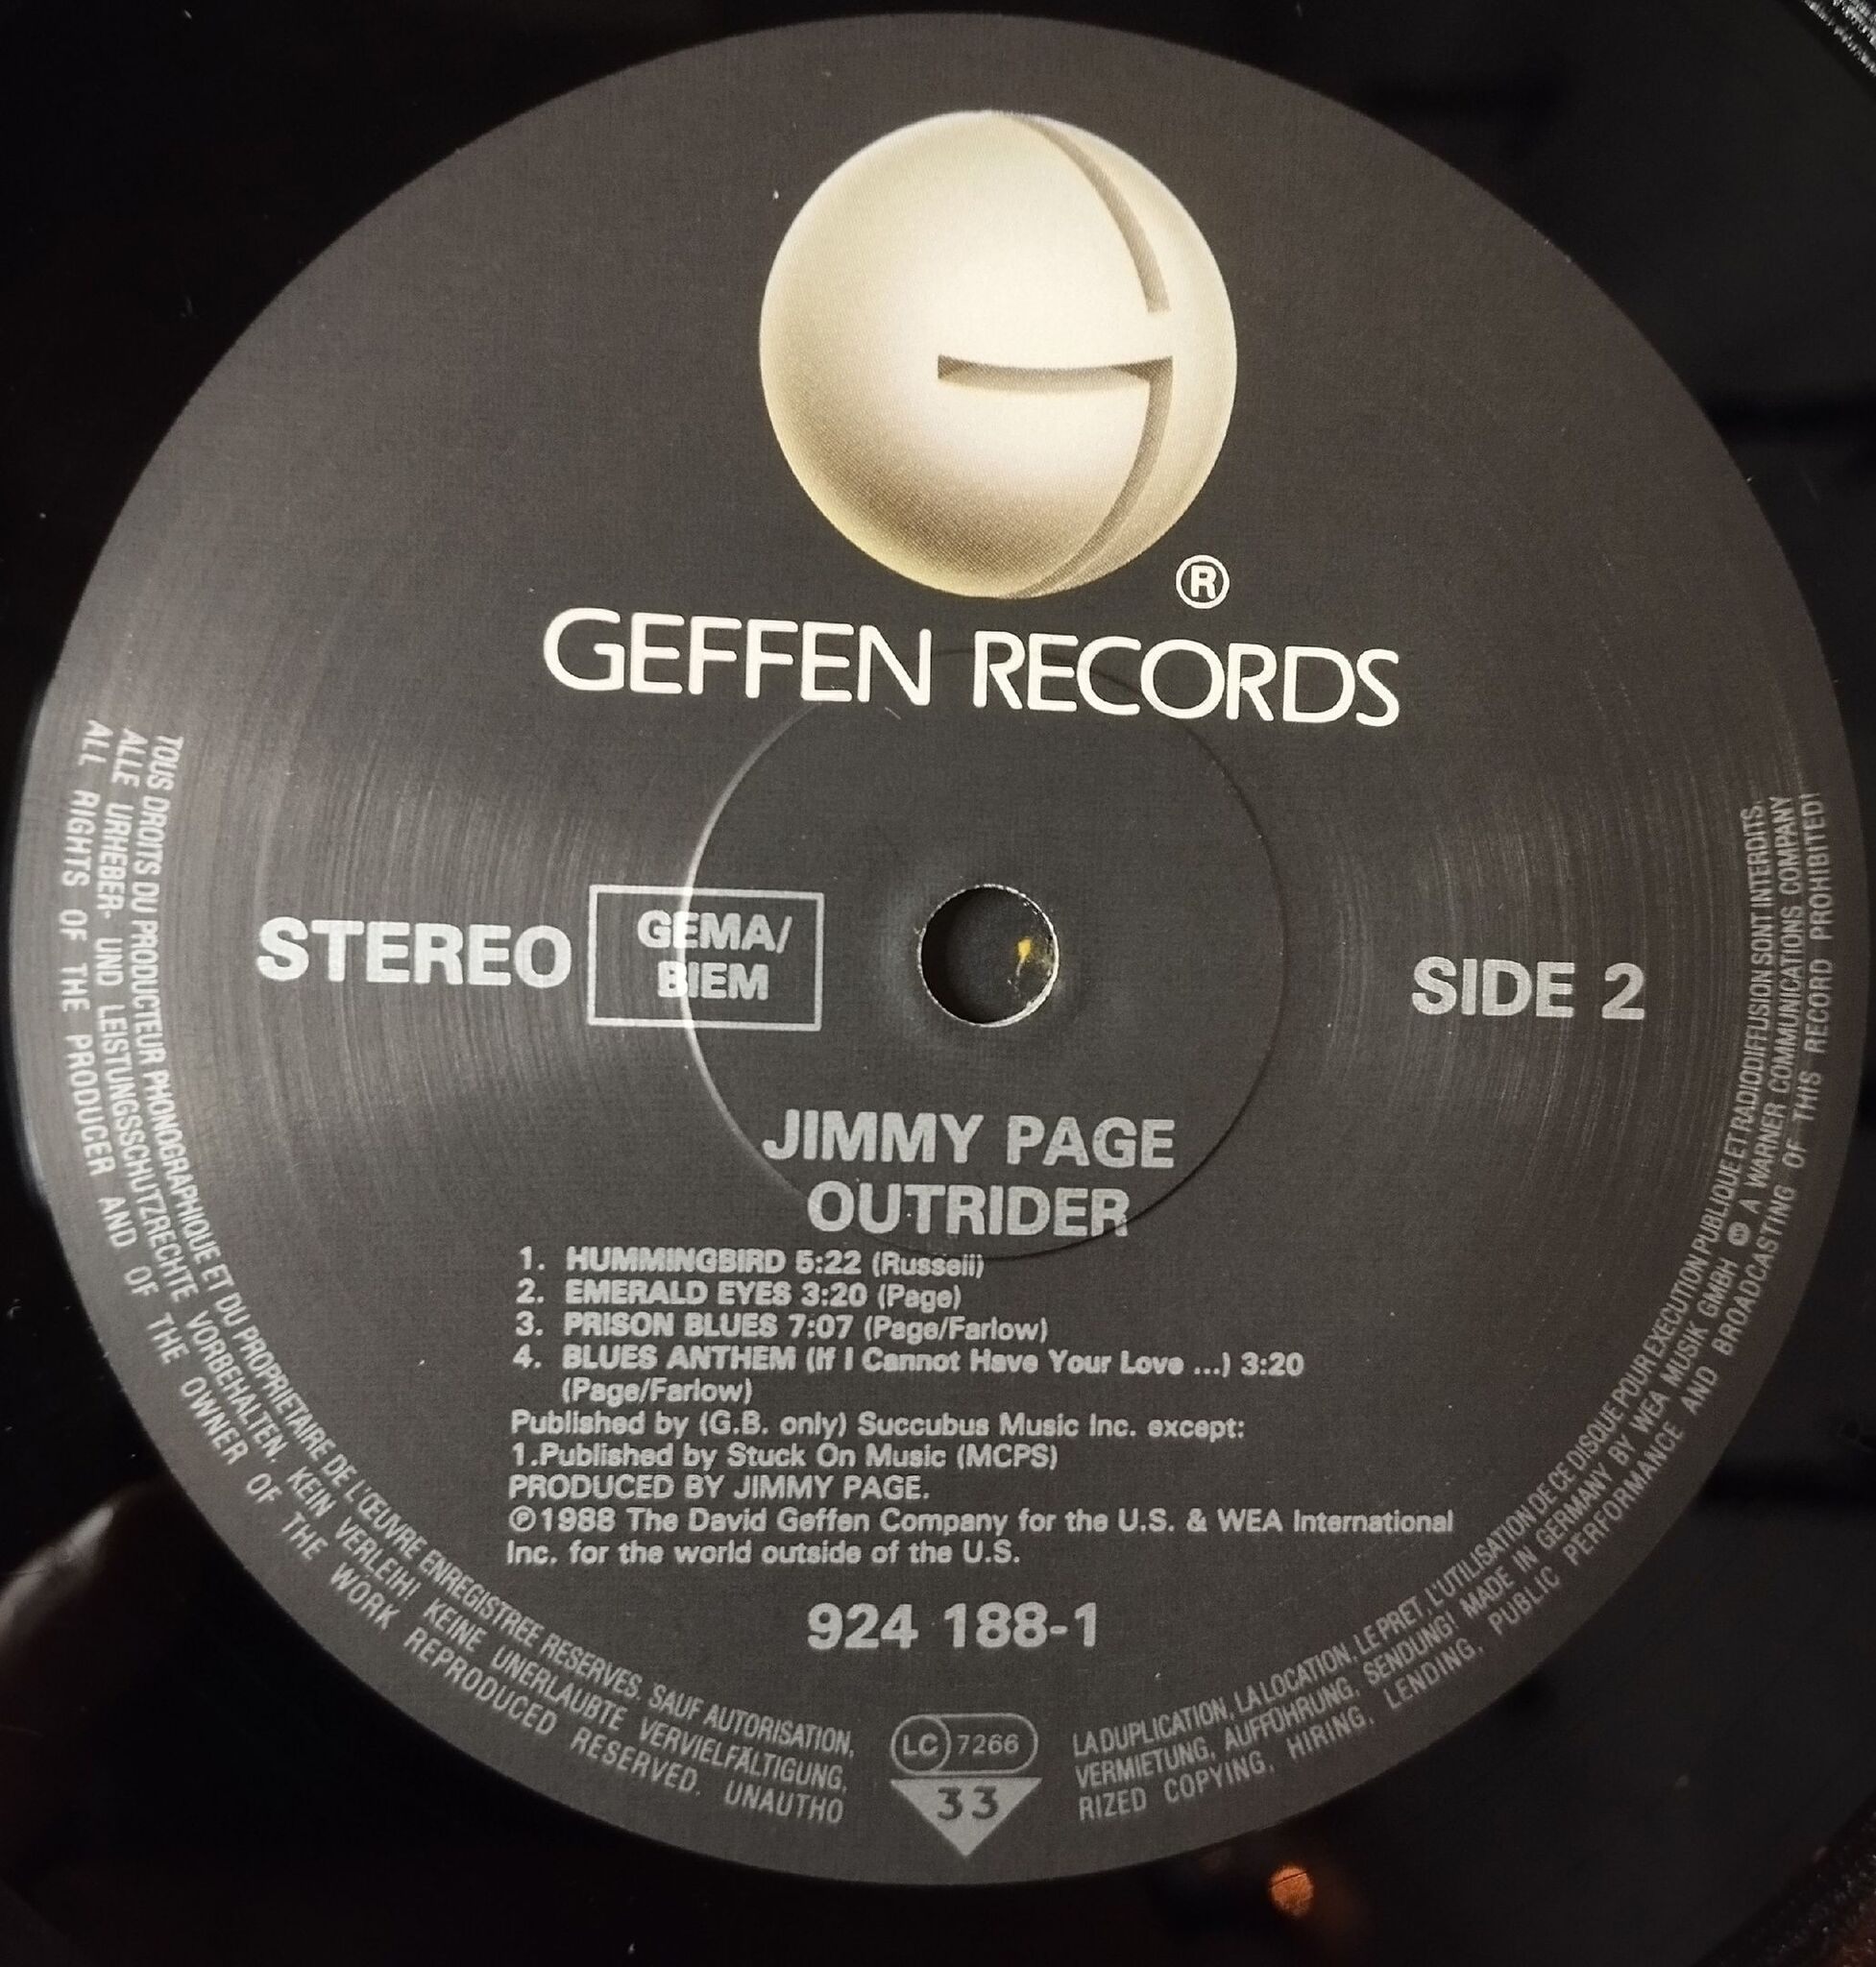 ®
GEFFEN RECORDS
STEREO
GEMA/
BIEM
SIDE 2
JIMMY PAGE
OUTRIDER
1. HUMMINGBIRD 5:22 (Russell)
2. EMERALD EYES 3:20 (Page)
3. PRISON BLUES 7:07 (Page/Farlow)
4. BLUES ANTHEM (If I Cannot Have Your Love ...) 3:20
(Page/Farlow)
Published by (G.B. only) Succubus Music Inc. except:
1.Published by Stuck On Music (MCPS)
PRODUCED BY JIMMY PAGE.
℗1988 The David Geffen Company for the U.S. & WEA International
Inc. for the world outside of the U.S.
924 188-1
LC 7266
33
TOUS DROITS DU PRODUCTEUR PHONOGRAPHIQUE ET DU PROPRIETAIRE DE L'ŒUVRE ENREGISTREE RESERVES. SAUF AUTORISATION, LA DUPLICATION, LA LOCATION, LE PRET, L'UTILISATION DE CE DISQUE POUR EXECUTION PUBLIQUE ET RADIODIFFUSION SONT INTERDITS.
ALLE URHEBER- UND LEISTUNGSSCHUTZRECHTE VORBEHALTEN. KEIN VERLEIH! KEINE UNERLAUBTE VERVIELFÄLTIGUNG, VERMIETUNG, AUFFÜHRUNG, SENDUNG! MADE IN GERMANY BY WEA MUSIK GMBH A WARNER COMMUNICATIONS COMPANY
ALL RIGHTS OF THE PRODUCER AND OF THE OWNER OF THE WORK REPRODUCED RESERVED. UNAUTHORIZED COPYING, HIRING, LENDING, PUBLIC PERFORMANCE AND BROADCASTING OF THIS RECORD PROHIBITED!